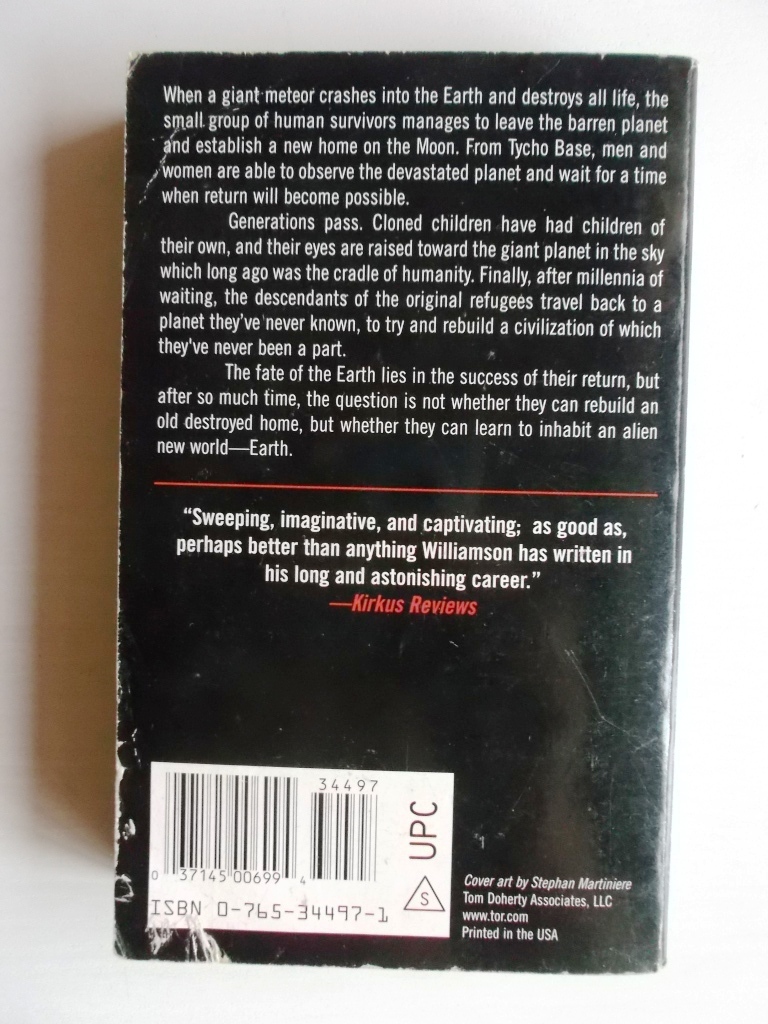 When a giant meteor crashes into the Earth and destroys all life, the
small group of human survivors manages to leave the barren planet
and establish a new home on the Moon. From Tycho Base, men and
women are able to observe the devastated planet and wait for a time
when return will become possible.
Generations pass. Cloned children have had children of
their own, and their eyes are raised toward the giant planet in the sky
which long ago was the cradle of humanity. Finally, after millennia of
waiting, the descendants of the original refugees travel back to a
planet they've never known, to try and rebuild a civilization of which
they've never been a part.
The fate of the Earth lies in the success of their return, but
after so much time, the question is not whether they can rebuild an
old destroyed home, but whether they can learn to inhabit an alien
new world—Earth.
“Sweeping, imaginative, and captivating; as good as,
perhaps better than anything Williamson has written in
his long and astonishing career.”
—Kirkus Reviews
34497
0 37145 00699 4
UPC
S
ISBN 0-765-34497-1
1
Cover art by Stephan Martiniere
Tom Doherty Associates, LLC
www.tor.com
Printed in the USA